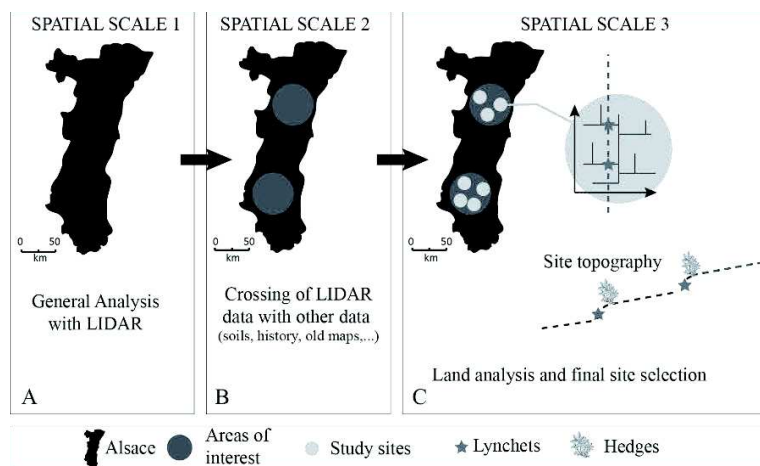 SPATIAL SCALE 1
0 50
km
General Analysis
with LIDAR
A
SPATIAL SCALE 2
0 50
km
Crossing of LIDAR
data with other data
(soils, history, old maps,...)
B
SPATIAL SCALE 3
0 50
km
Site topography
Land analysis and final site selection
C
Alsace
Areas of
interest
Study sites
Lynchets
Hedges